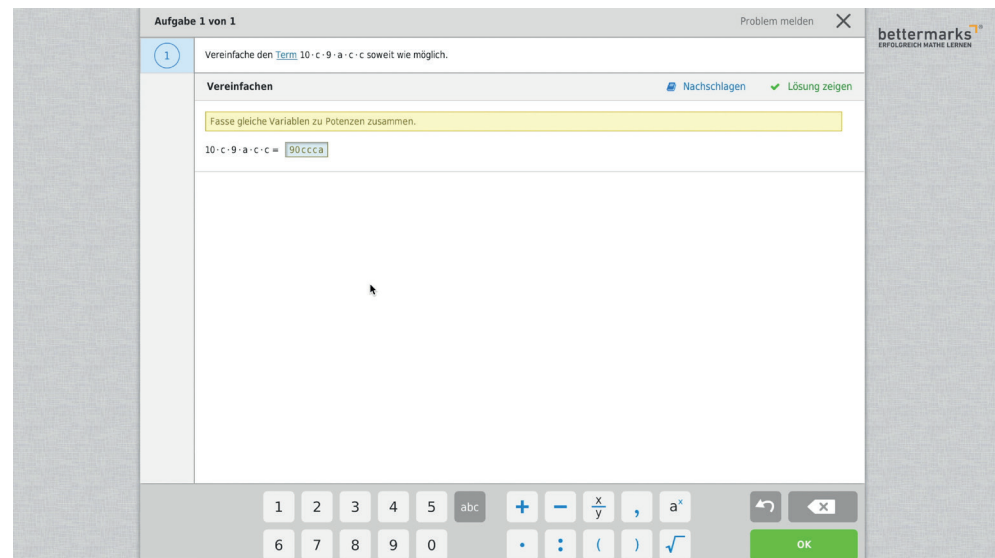 Aufgabe 1 von 1
Problem melden
bettermarks
ERFOLGREICH MATHE LERNEN
1
Vereinfache den Term 10·c·9·a·c·c soweit wie möglich.
Vereinfachen
Nachschlagen
Lösung zeigen
Fasse gleiche Variablen zu Potenzen zusammen.
10·c·9·a·c·c = 90ccca
1 2 3 4 5 abc + − x/y , aˣ
6 7 8 9 0 · : ( ) √ OK